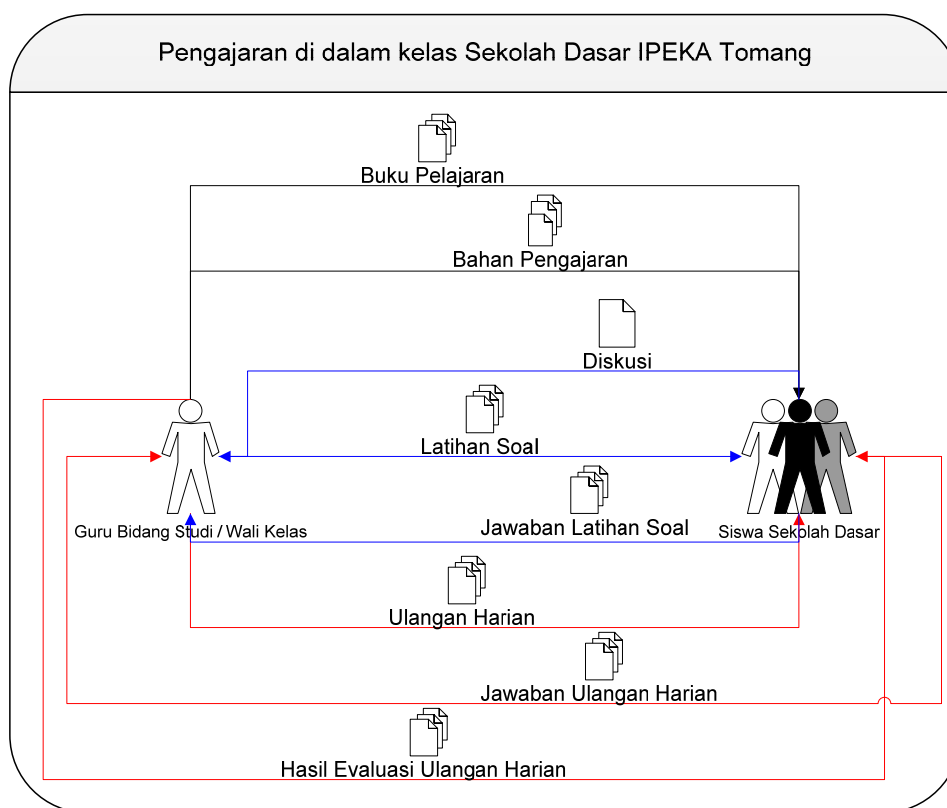 Pengajaran di dalam kelas Sekolah Dasar IPEKA Tomang
Buku Pelajaran
Bahan Pengajaran
Diskusi
Latihan Soal
Guru Bidang Studi / Wali Kelas
Jawaban Latihan Soal
Siswa Sekolah Dasar
Ulangan Harian
Jawaban Ulangan Harian
Hasil Evaluasi Ulangan Harian